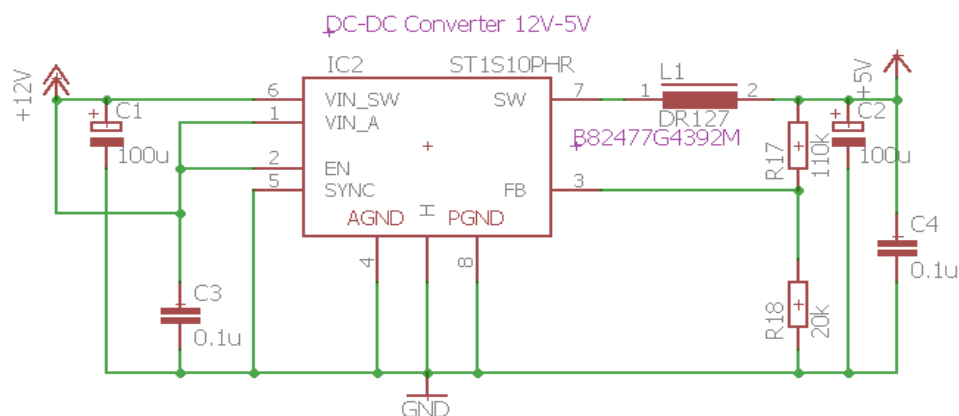 DC-DC Converter 12V-5V
IC2
ST1S10PHR
+12V
6
VIN_SW
1
VIN_A
2
EN
5
SYNC
SW
7
FB
3
AGND
H
PGND
4
8
L1
1
2
DR127
B82477G4392M
+5V
C1
+
100u
C2
+
100u
R17
110k
R18
20k
C3
0.1u
C4
0.1u
GND